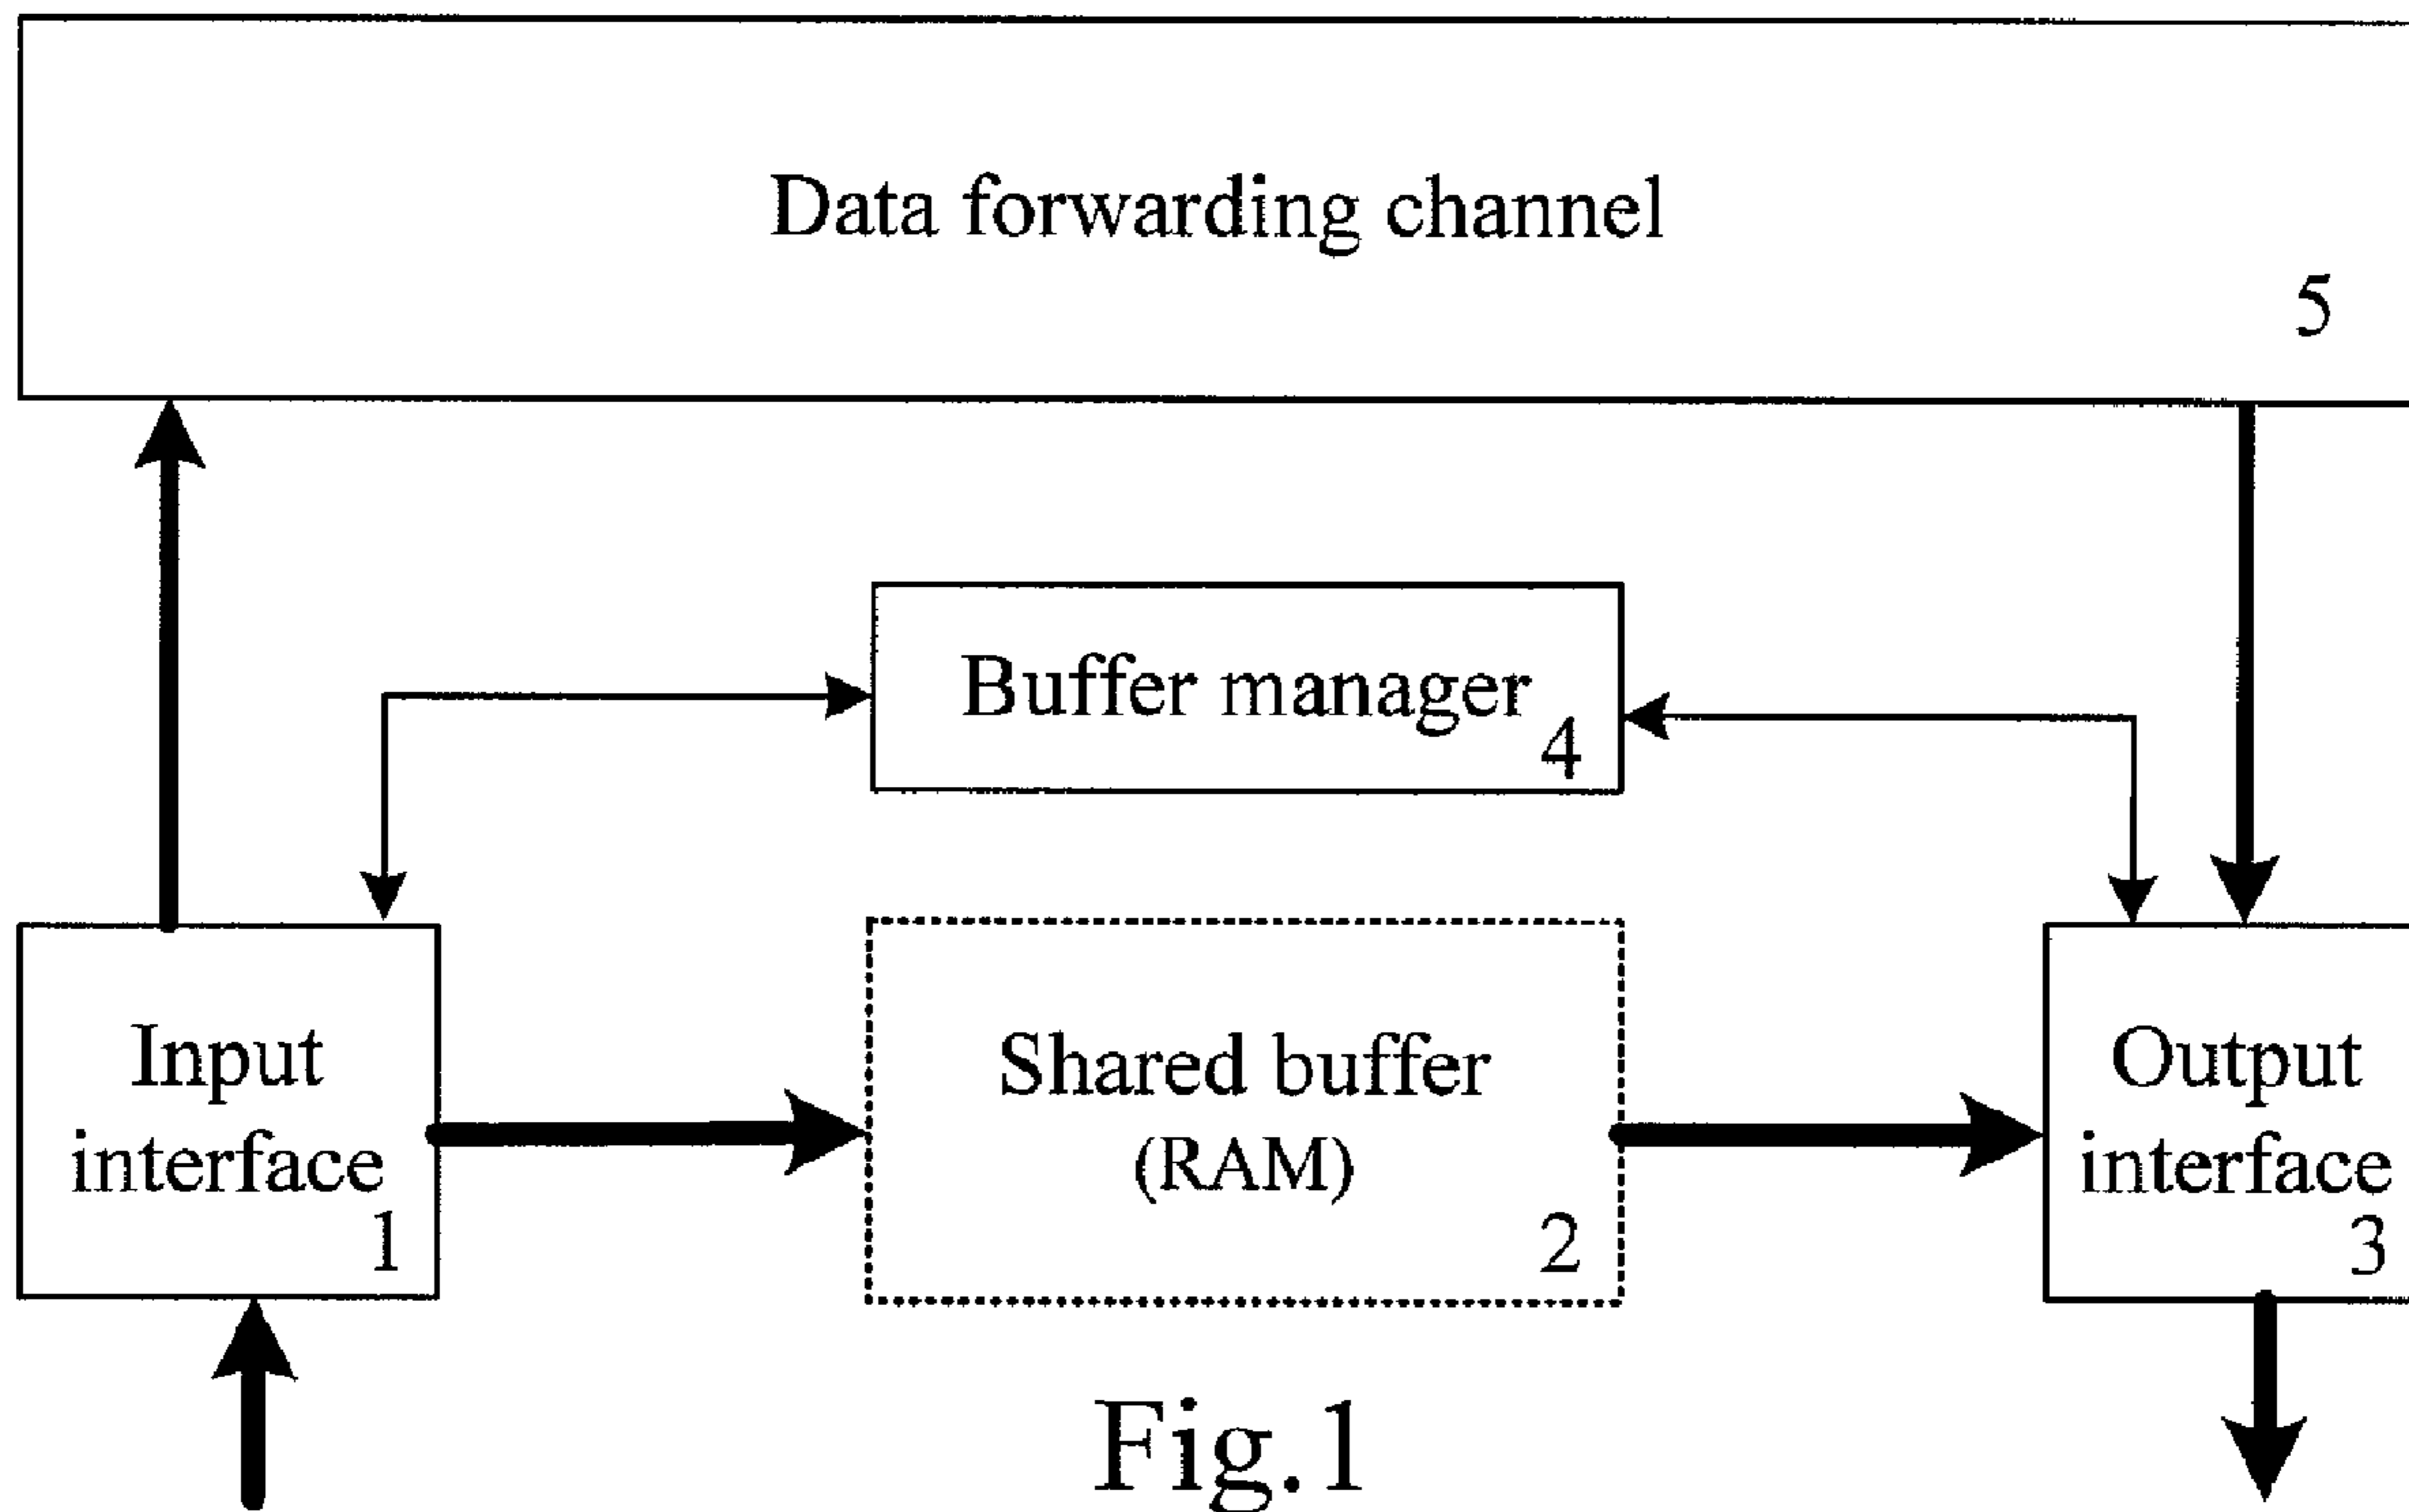 Data forwarding channel
5
Buffer manager
4
Input
interface
1
Shared buffer
(RAM)
2
Output
interface
3
Fig.1